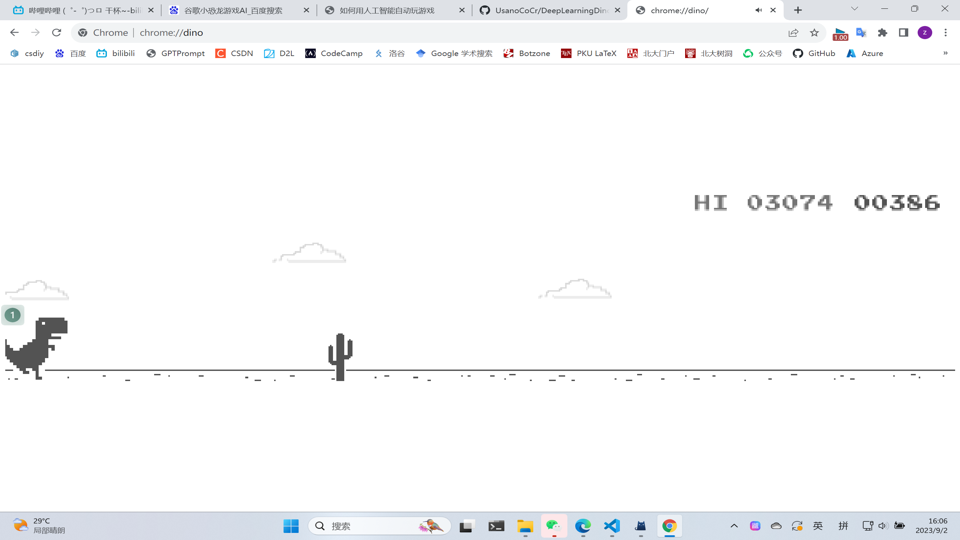 哔哩哔哩 (゜-゜)つロ 干杯~-bili
谷歌小恐龙游戏AI_百度搜索
如何用人工智能自动玩游戏
UsanoCoCr/DeepLearningDin
chrome://dino/
Chrome | chrome://dino
1.00
z
csdiy
百度
bilibili
GPTPrompt
CSDN
D2L
CodeCamp
洛谷
Google 学术搜索
Botzone
PKU LaTeX
北大门户
北大树洞
公众号
GitHub
Azure
»
HI 03074 00386
1
29°C
局部晴朗
搜索
英
拼
16:06
2023/9/2